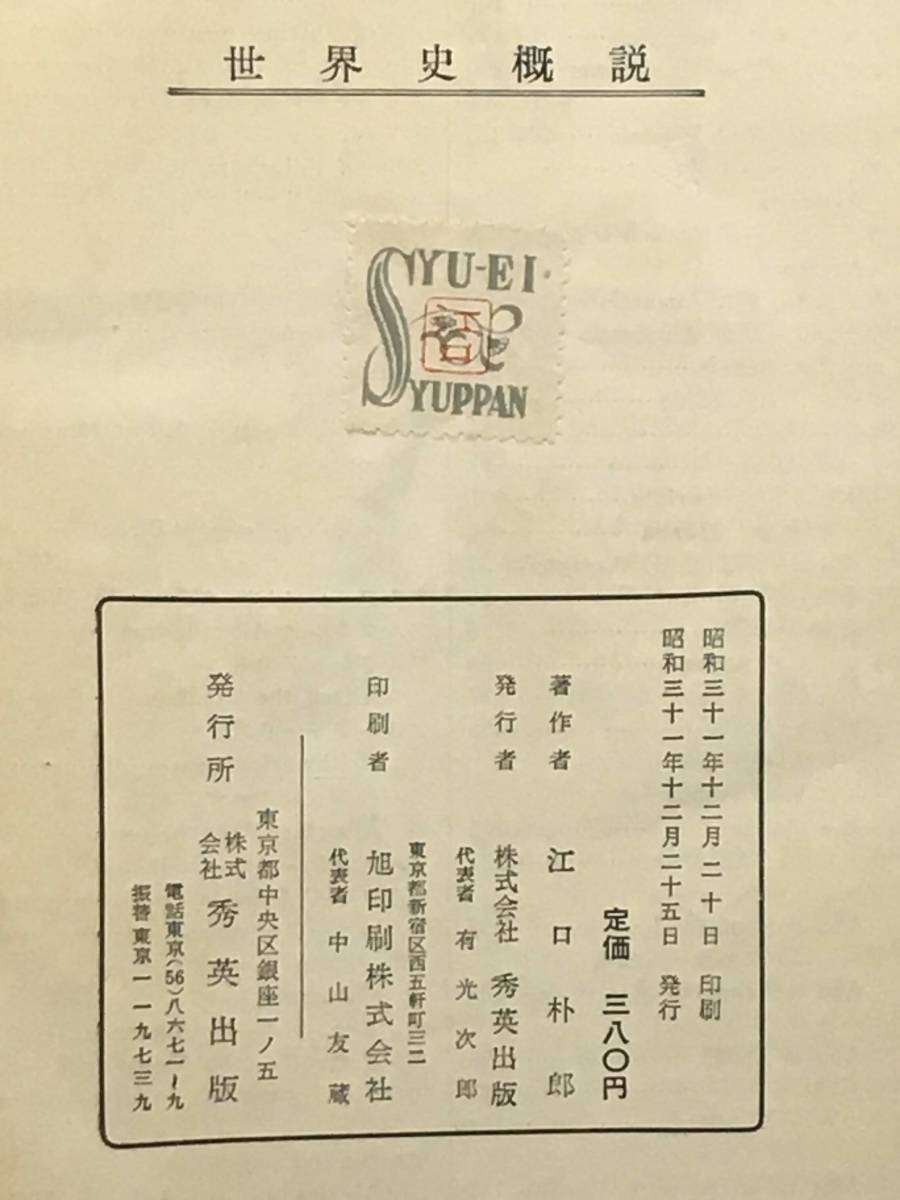 世界史概説
SYU-EI
SYUPPAN
江口
昭和三十一年十二月二十日 印刷
昭和三十一年十二月二十五日 発行
定価 三八〇円
著作者 江口朴郎
発行者 株式会社 秀英出版
代表者 有光次郎
東京都新宿区西五軒町三二
印刷者 旭印刷株式会社
代表者 中山友蔵
東京都中央区銀座一ノ五
発行所 株式会社 秀英出版
電話東京(56)八六七一~九
振替東京一一九七三九